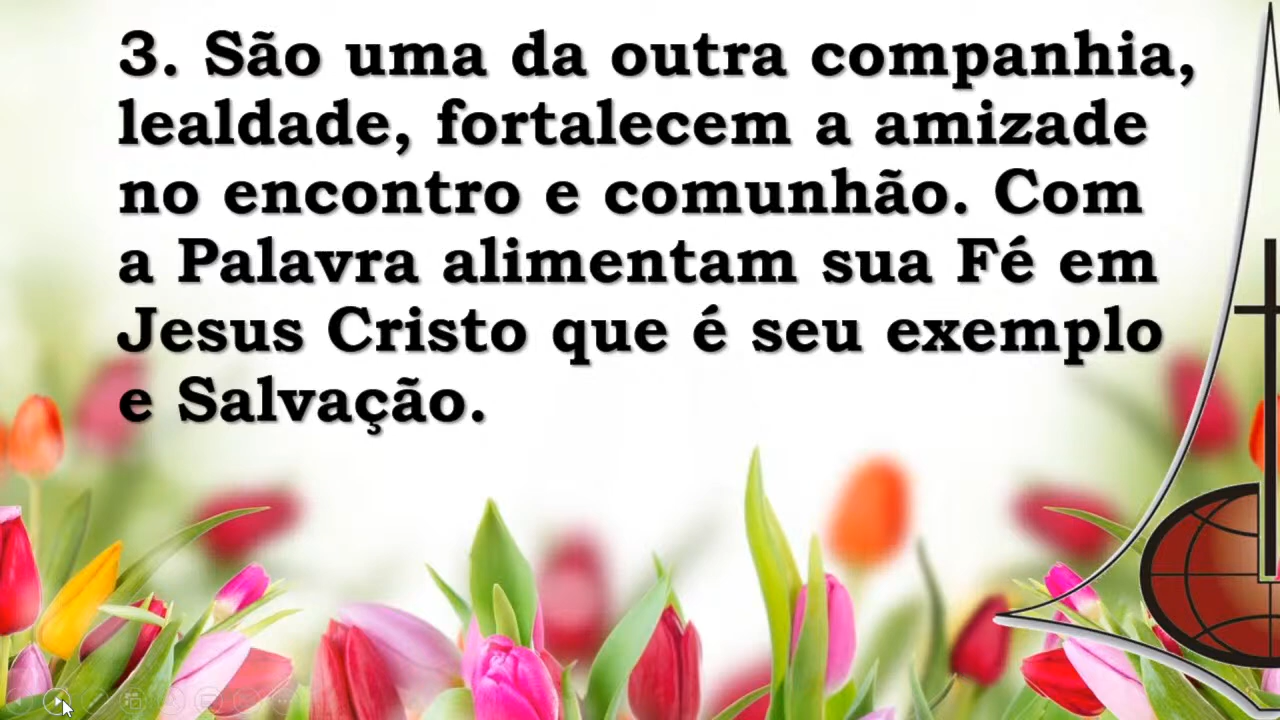 3. São uma da outra companhia,
lealdade, fortalecem a amizade
no encontro e comunhão. Com
a Palavra alimentam sua Fé em
Jesus Cristo que é seu exemplo
e Salvação.